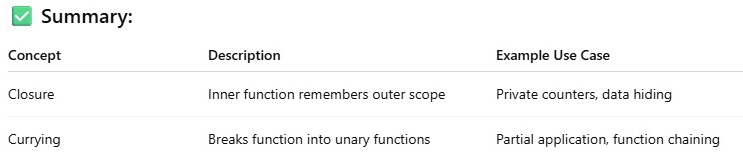 ✅ Summary:
Concept Description Example Use Case
Closure Inner function remembers outer scope Private counters, data hiding
Currying Breaks function into unary functions Partial application, function chaining